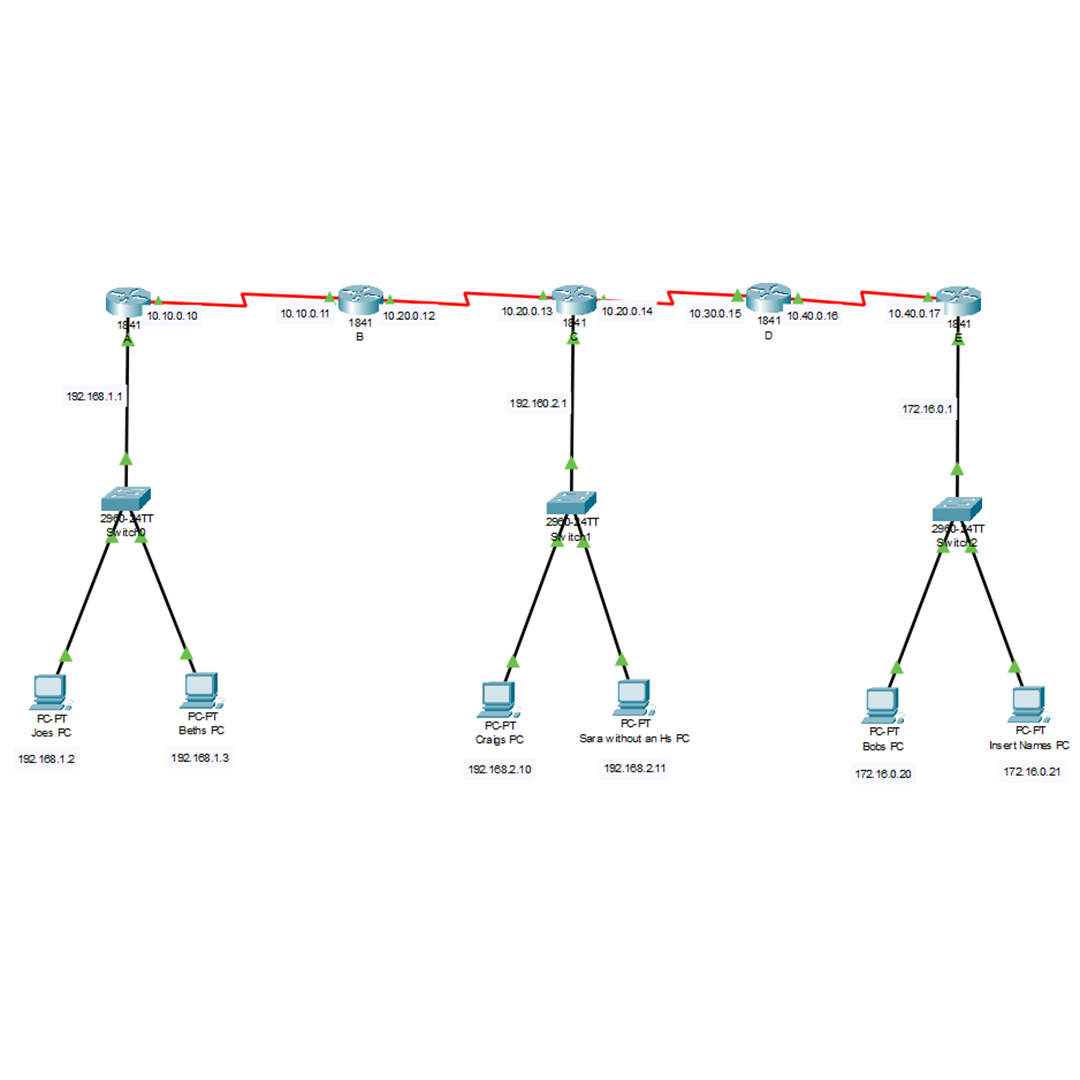 10.10.0.10
1841
A
10.10.0.11
1841
B
10.20.0.12
10.20.0.13
1841
C
10.20.0.14
10.30.0.15
1841
D
10.40.0.16
10.40.0.17
1841
E
192.168.1.1
192.160.2.1
172.16.0.1
2960-24TT
Switch0
2960-24TT
Switch1
2960-24TT
Switch2
PC-PT
Joes PC
192.168.1.2
PC-PT
Beths PC
192.168.1.3
PC-PT
Craigs PC
192.168.2.10
PC-PT
Sara without an Hs PC
192.168.2.11
PC-PT
Bobs PC
172.16.0.20
PC-PT
Insert Names PC
172.16.0.21